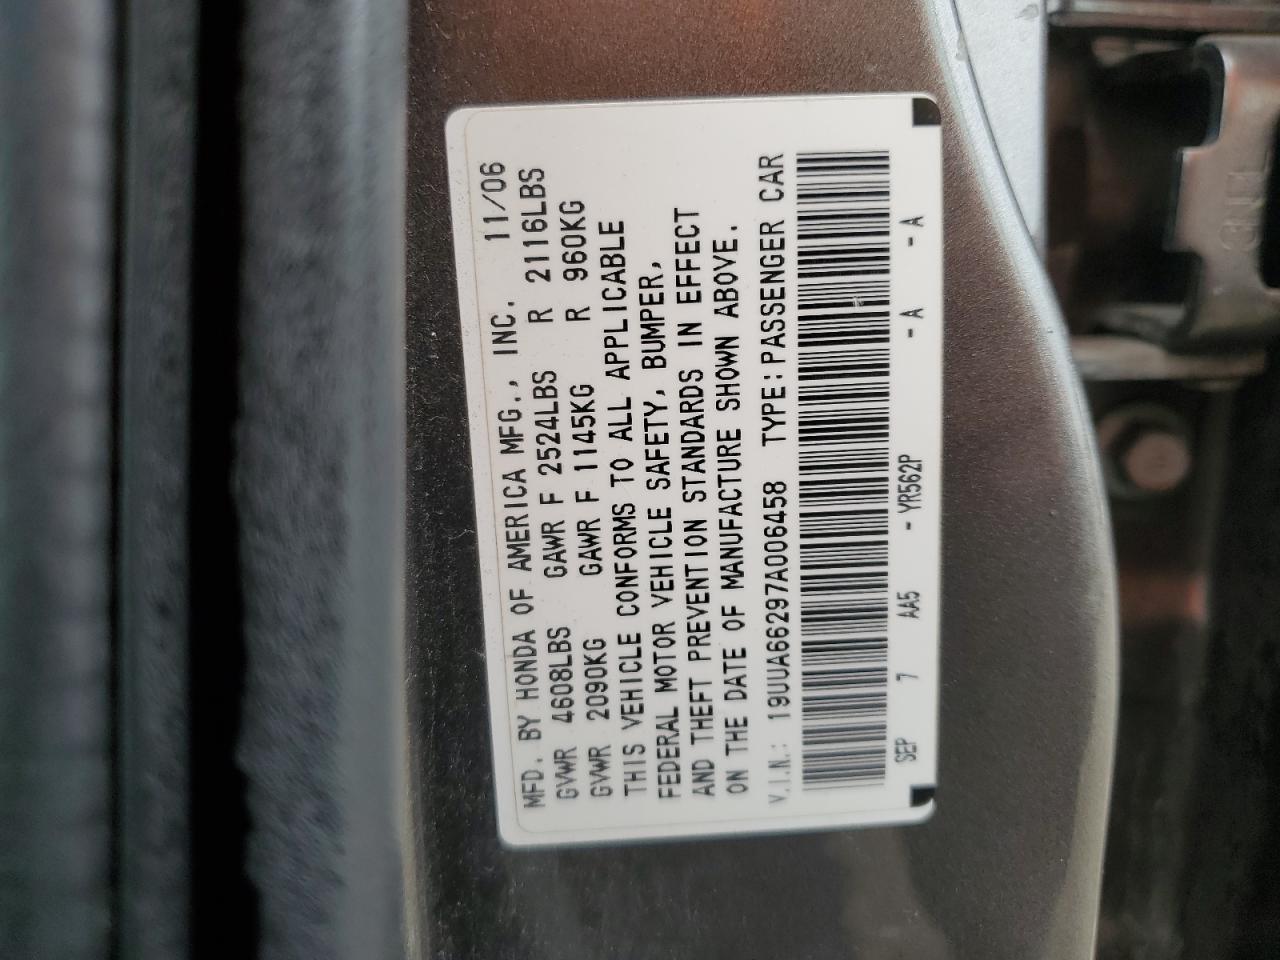 MFD. BY HONDA OF AMERICA MFG., INC. 11/06
GVWR 4608LBS GAWR F 2524LBS R 2116LBS
GVWR 2090KG GAWR F 1145KG R 960KG
THIS VEHICLE CONFORMS TO ALL APPLICABLE
FEDERAL MOTOR VEHICLE SAFETY, BUMPER,
AND THEFT PREVENTION STANDARDS IN EFFECT
ON THE DATE OF MANUFACTURE SHOWN ABOVE.
V.I.N.: 19UUA66297A006458 TYPE:PASSENGER CAR
SEP 7 AA5 - YR562P - A - A